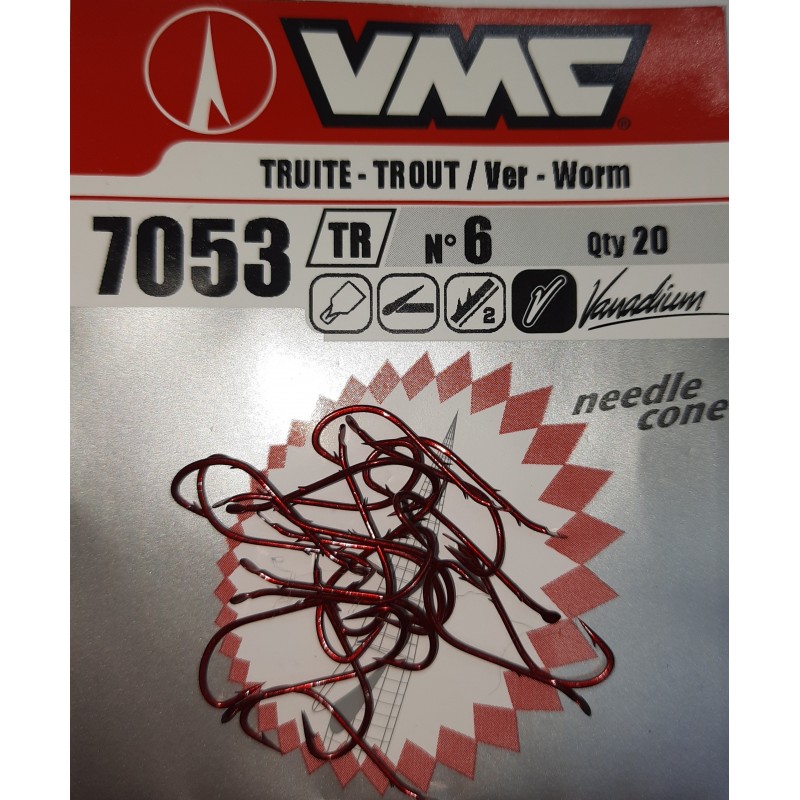 VMC®
TRUITE - TROUT / Ver - Worm
7053 TR N° 6 Qty 20
2 Vanadium
needle
cone